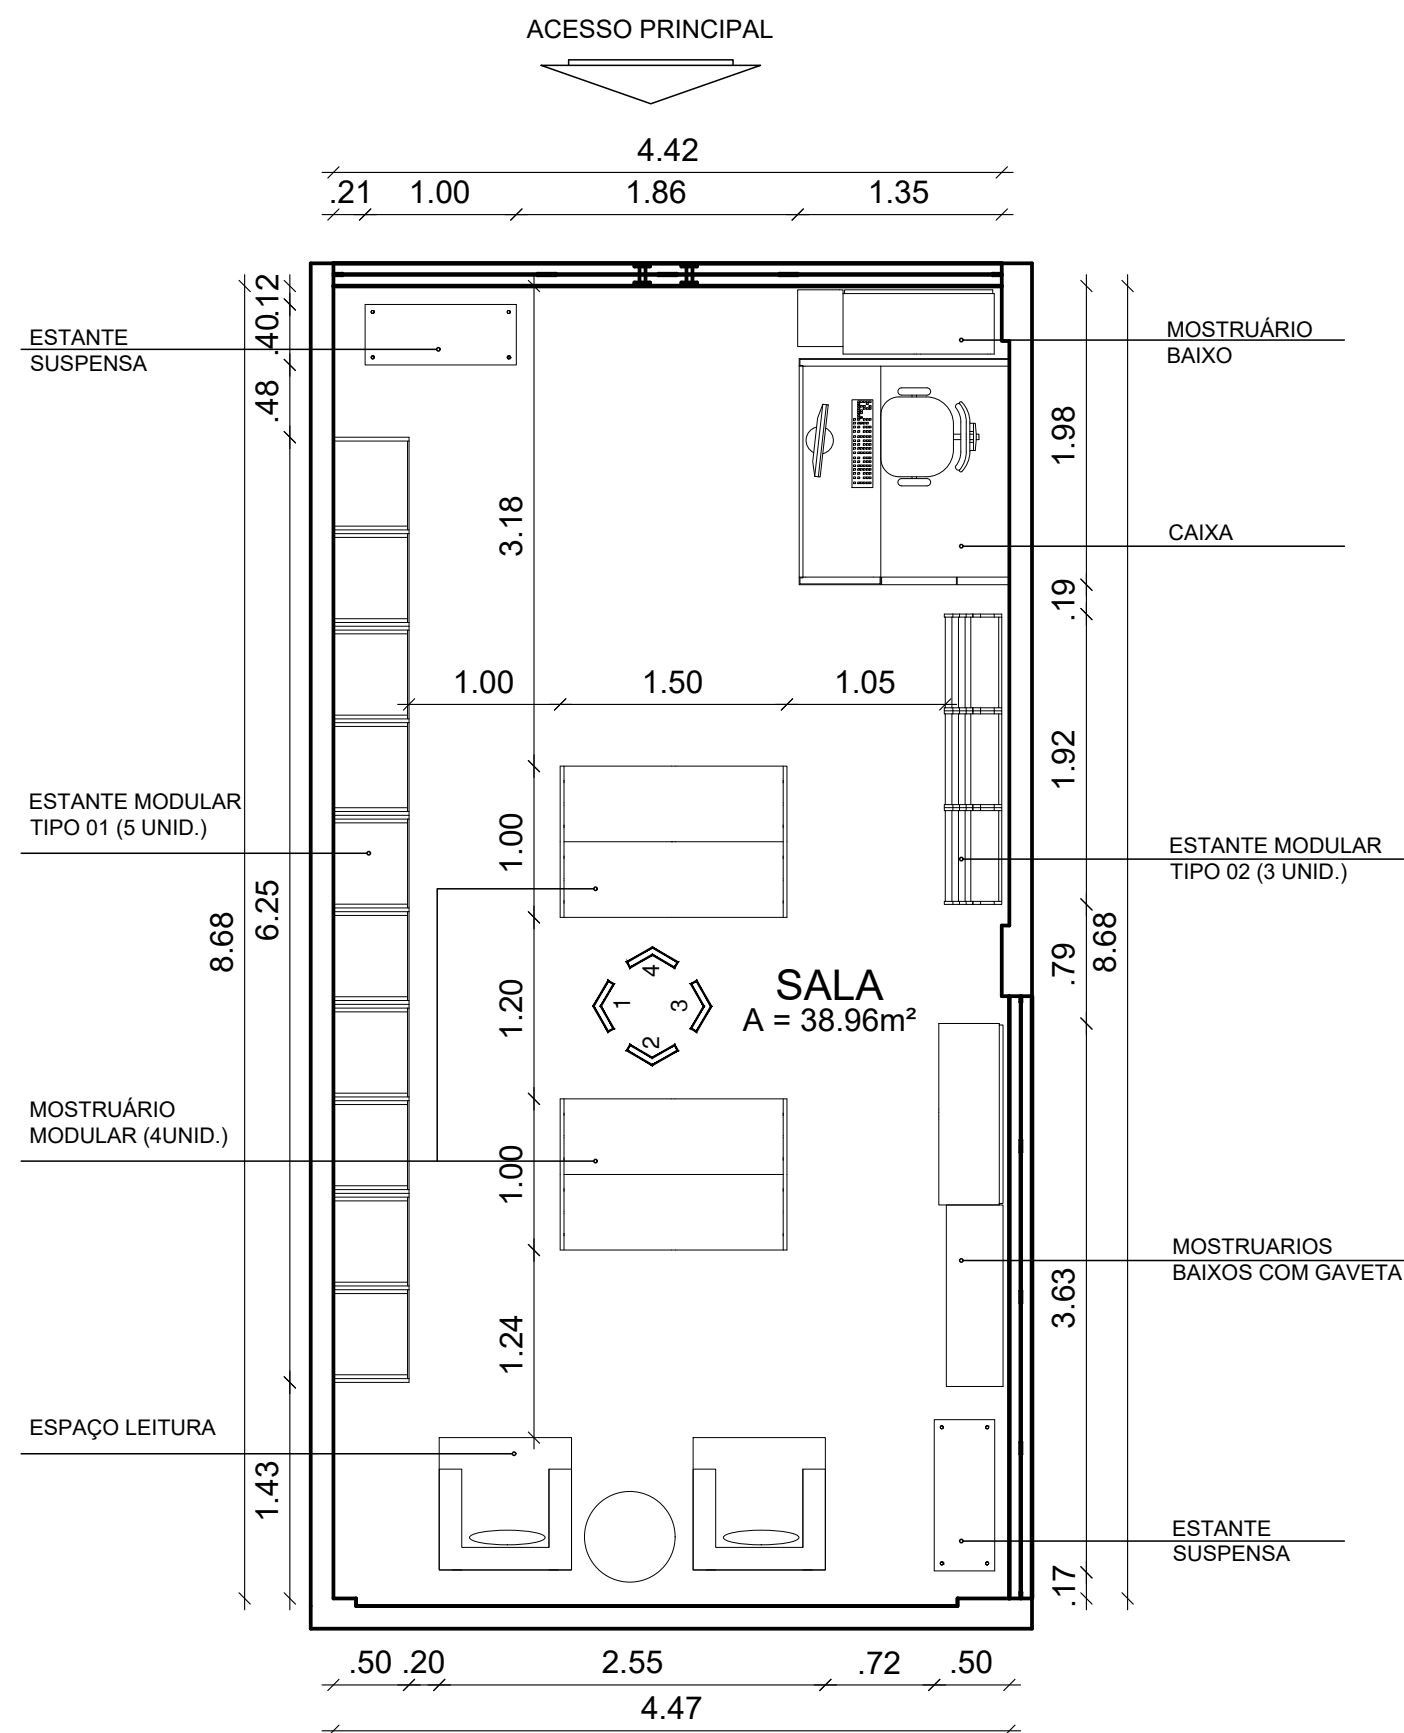 ACESSO PRINCIPAL
4.42
.21 1.00 1.86 1.35
.12
.40
.48
ESTANTE
SUSPENSA
MOSTRUÁRIO
BAIXO
1.98
3.18
CAIXA
.19
1.00 1.50 1.05
1.92
ESTANTE MODULAR
TIPO 01 (5 UNID.)
1.00
ESTANTE MODULAR
TIPO 02 (3 UNID.)
6.25
8.68
.79
8.68
1.20
4
1
3
2
SALA
A = 38.96m²
MOSTRUÁRIO
MODULAR (4UNID.)
1.00
MOSTRUARIOS
BAIXOS COM GAVETA
3.63
1.24
ESPAÇO LEITURA
1.43
ESTANTE
SUSPENSA
.17
.50 .20 2.55 .72 .50
4.47